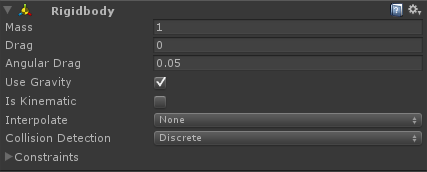 Rigidbody
Mass 1
Drag 0
Angular Drag 0.05
Use Gravity
Is Kinematic
Interpolate None
Collision Detection Discrete
Constraints